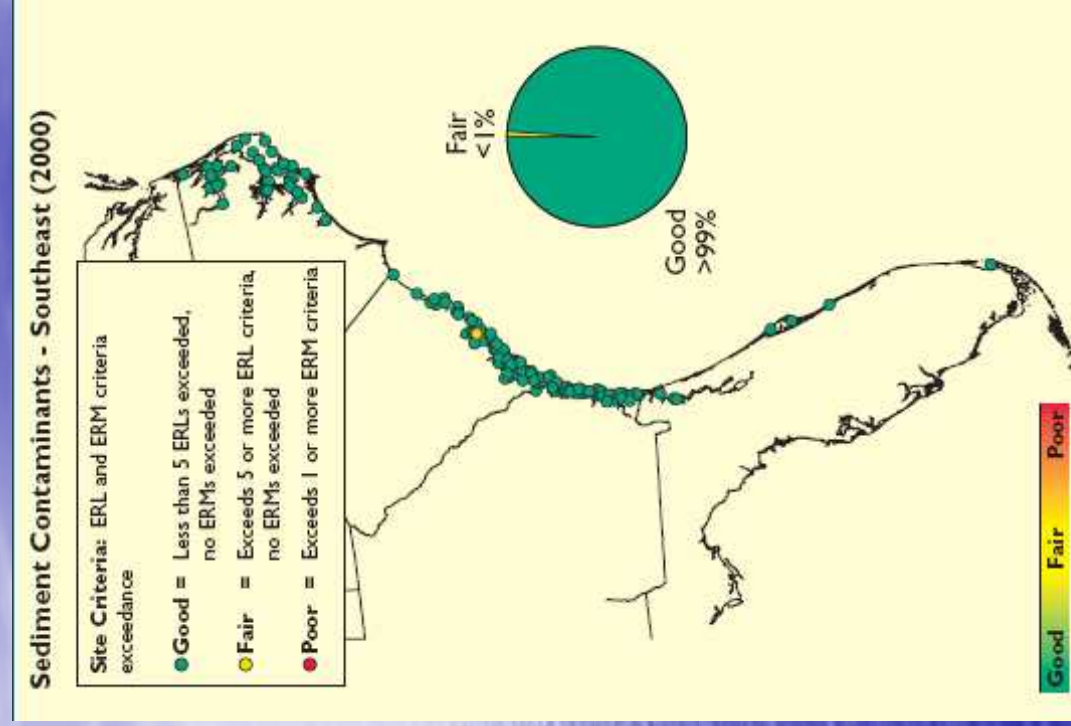 Sediment Contaminants - Southeast (2000)
Site Criteria: ERL and ERM criteria
exceedance
Good = Less than 5 ERLs exceeded,
no ERMs exceeded
Fair = Exceeds 5 or more ERL criteria,
no ERMs exceeded
Poor = Exceeds 1 or more ERM criteria
Fair
<1%
Good
>99%
Good Fair Poor